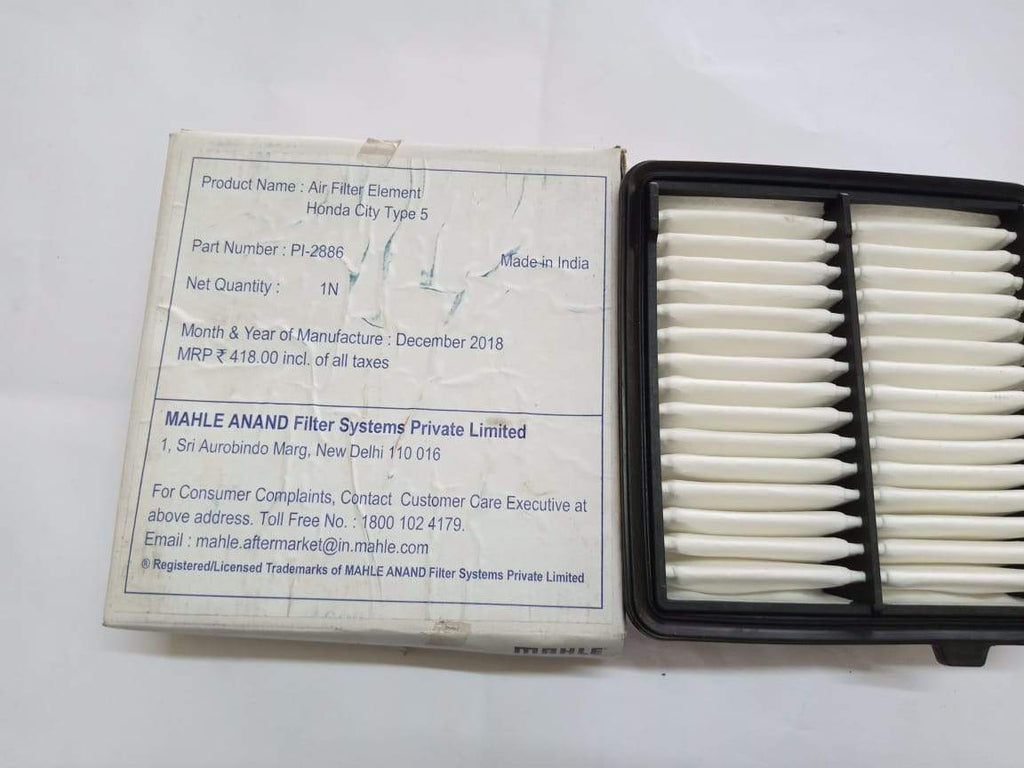 Product Name : Air Filter Element
Honda City Type 5
Part Number : PI-2886
Made in India
Net Quantity : 1N
Month & Year of Manufacture : December 2018
MRP ₹ 418.00 incl. of all taxes
MAHLE ANAND Filter Systems Private Limited
1, Sri Aurobindo Marg, New Delhi 110 016
For Consumer Complaints, Contact Customer Care Executive at
above address. Toll Free No. : 1800 102 4179.
Email : mahle.aftermarket@in.mahle.com
® Registered/Licensed Trademarks of MAHLE ANAND Filter Systems Private Limited
MAHLE